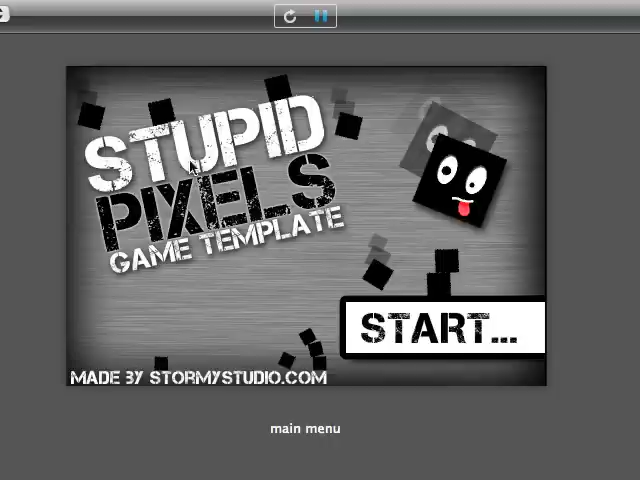 STUPID
PIXELS
GAME TEMPLATE
START...
MADE BY STORMYSTUDIO.COM
main menu